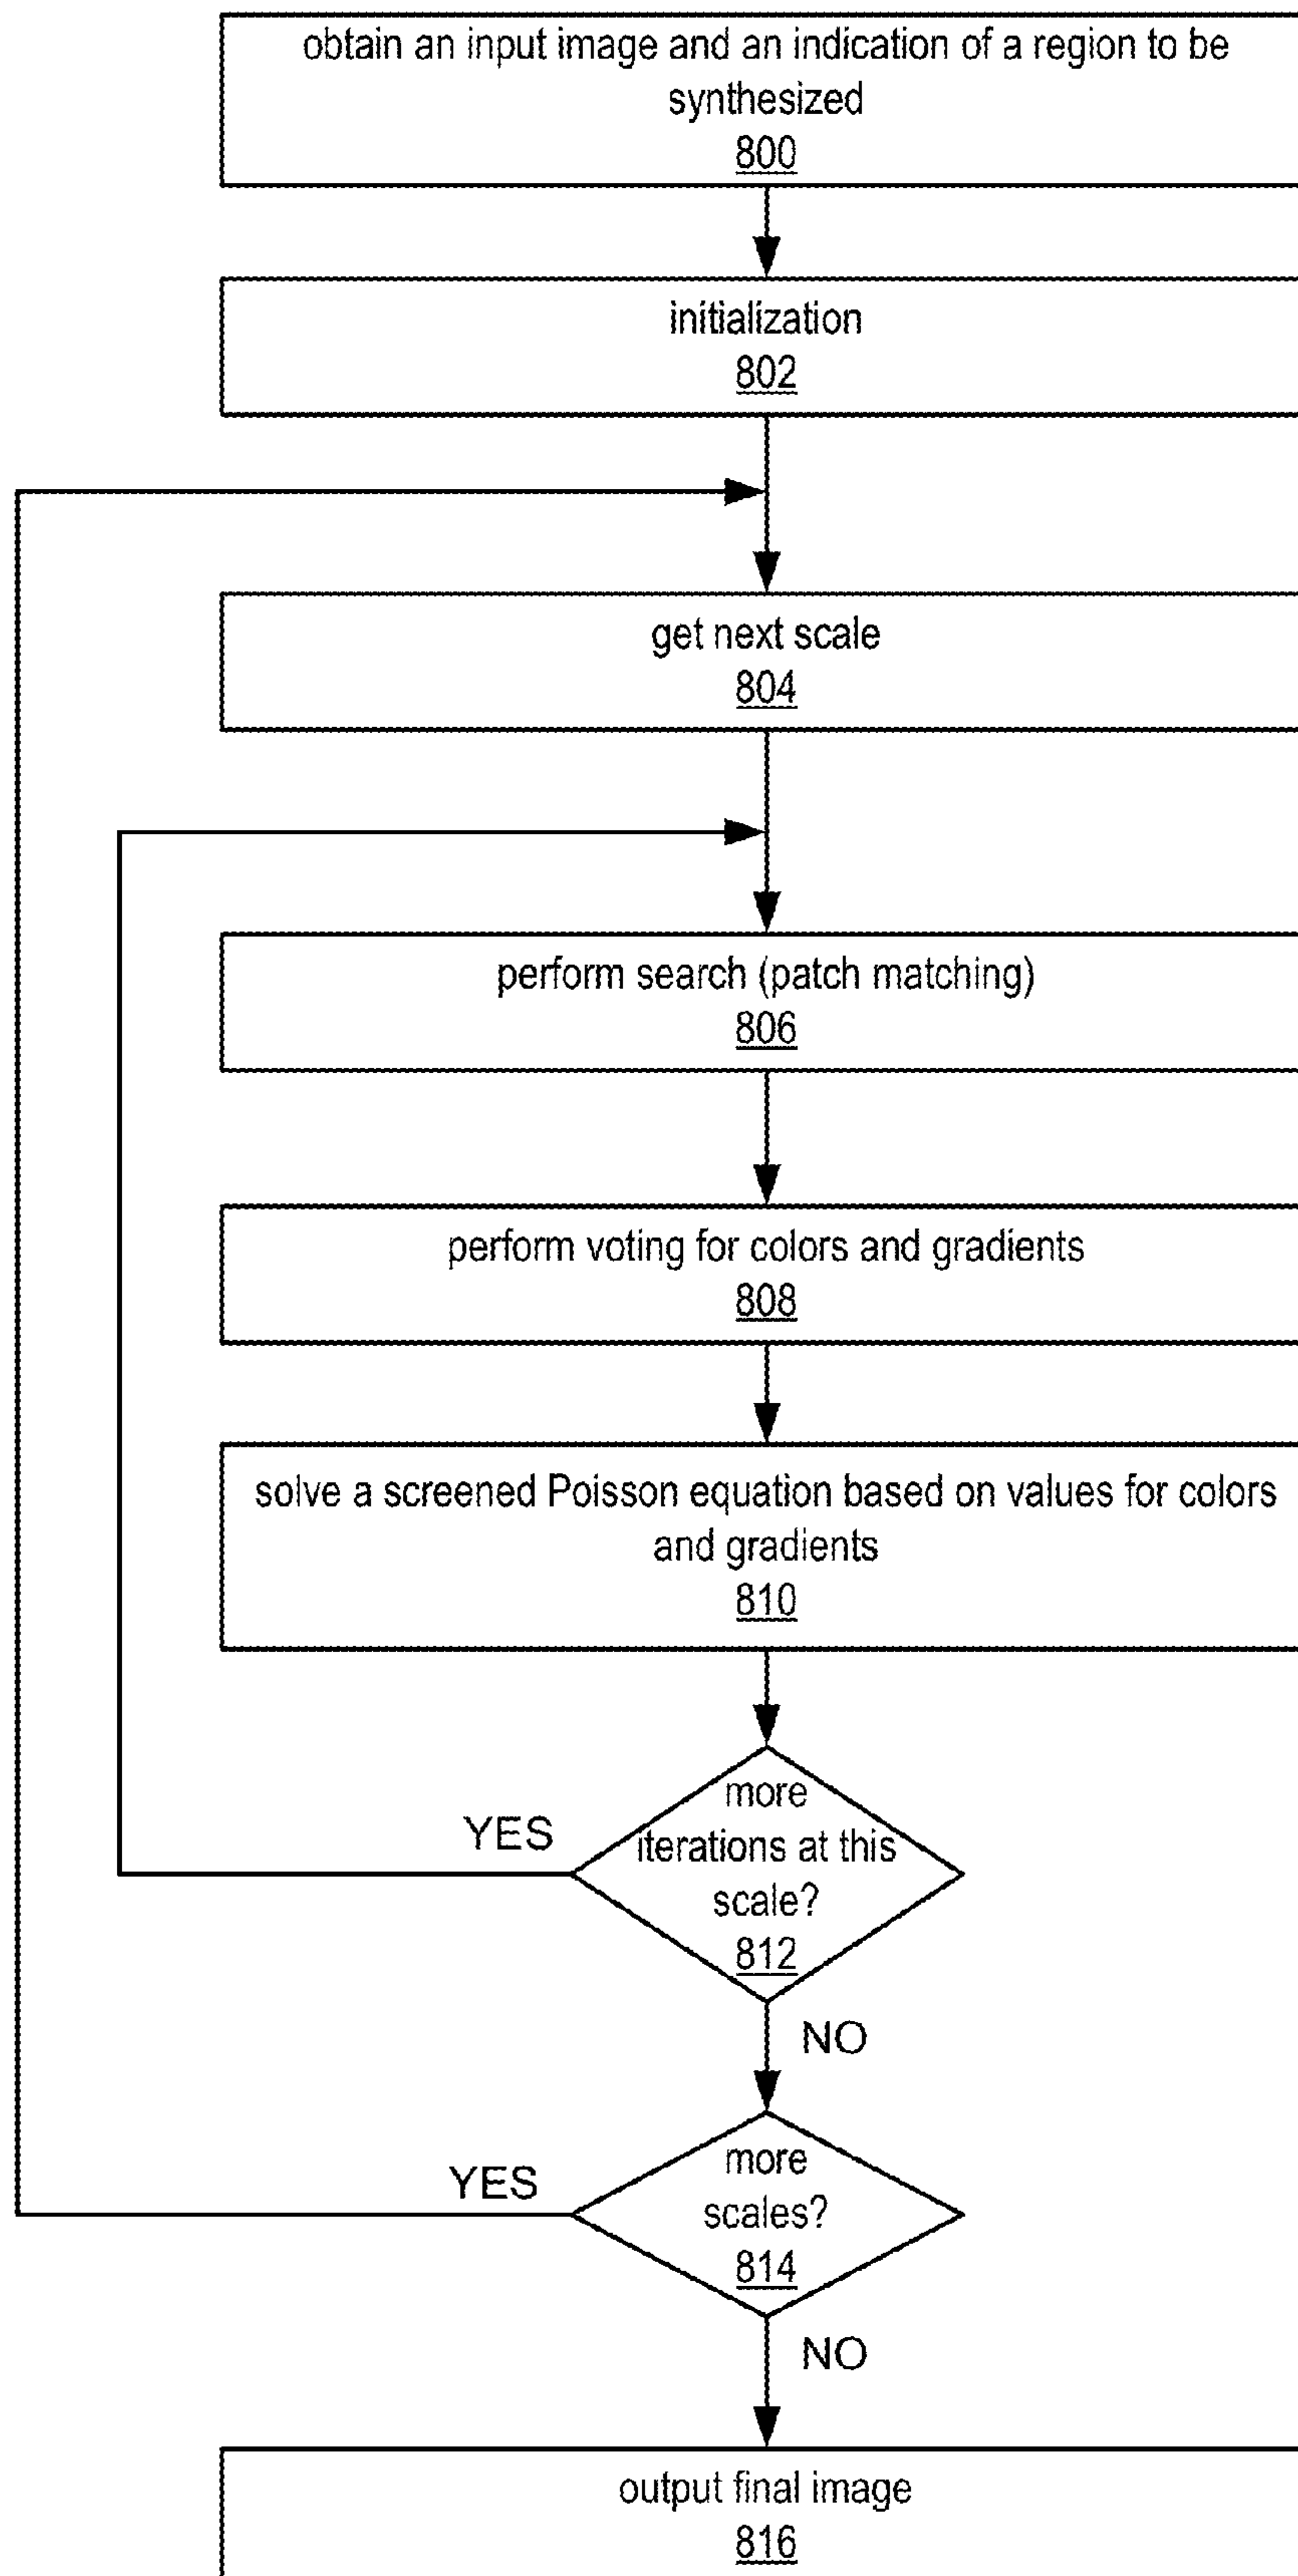 obtain an input image and an indication of a region to be
synthesized
800
initialization
802
get next scale
804
perform search (patch matching)
806
perform voting for colors and gradients
808
solve a screened Poisson equation based on values for colors
and gradients
810
more
iterations at this
scale?
812
YES
NO
more
scales?
814
YES
NO
output final image
816